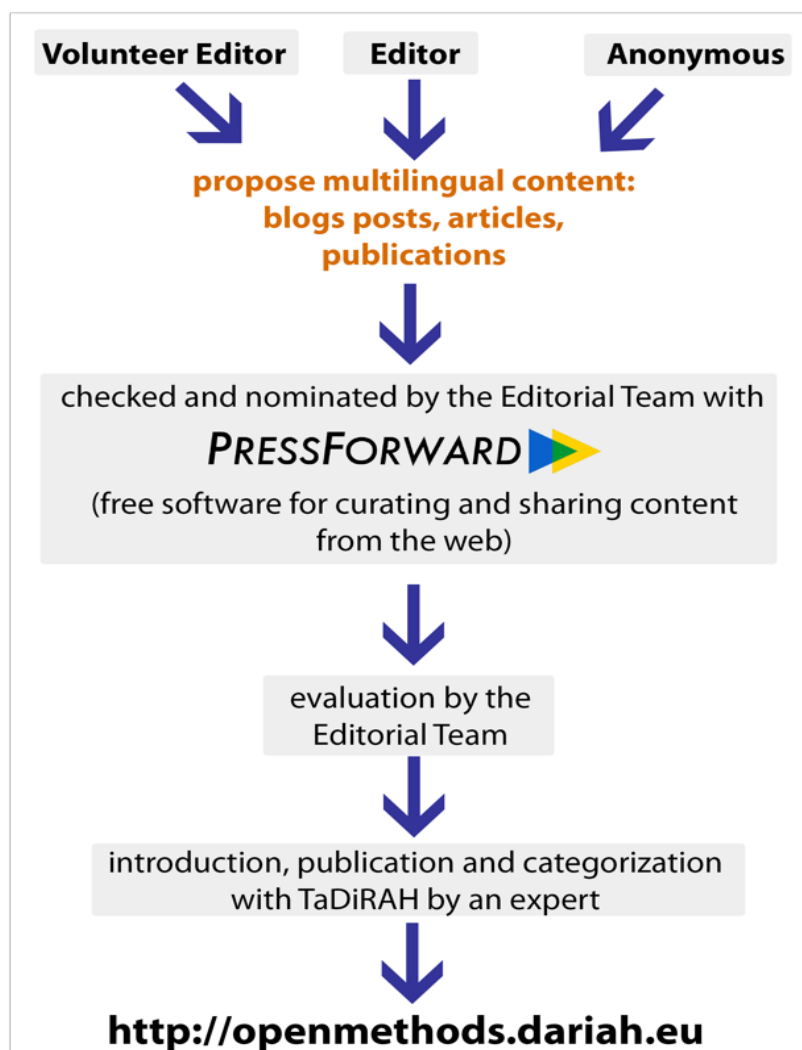 Volunteer Editor Editor Anonymous
propose multilingual content:
blogs posts, articles,
publications
checked and nominated by the Editorial Team with
PRESSFORWARD
(free software for curating and sharing content
from the web)
evaluation by the
Editorial Team
introduction, publication and categorization
with TaDiRAH by an expert
http://openmethods.dariah.eu